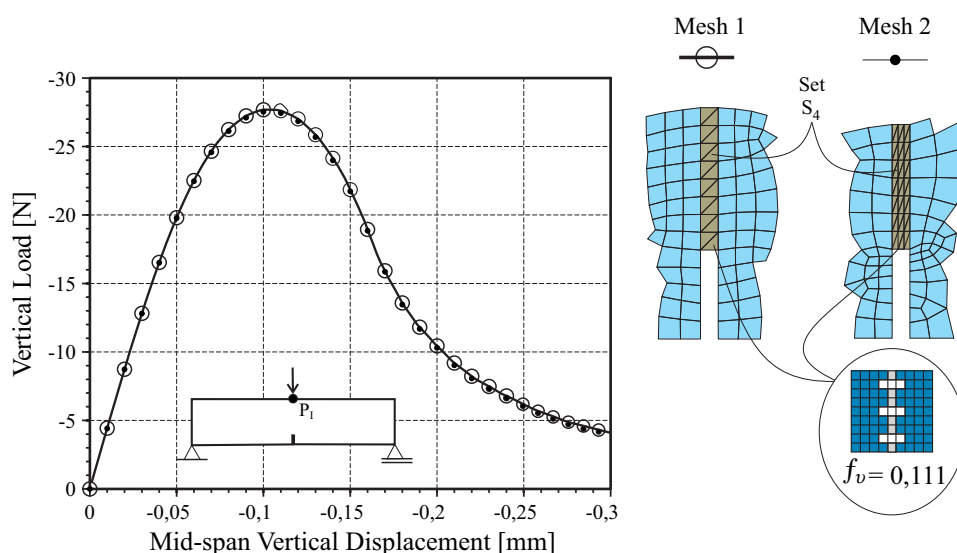 Mesh 1
Mesh 2
Set
S4
-30
-25
-20
-15
-10
-5
0
Vertical Load [N]
P1
0
-0,05
-0,1
-0,15
-0,2
-0,25
-0,3
Mid-span Vertical Displacement [mm]
fv = 0,111